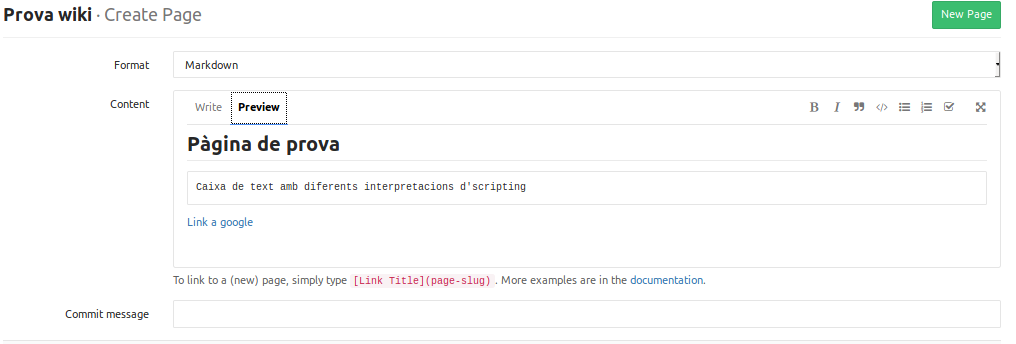 Prova wiki · Create Page
New Page
Format
Markdown
Content
Write
Preview
Pàgina de prova
Caixa de text amb diferents interpretacions d'scripting
Link a google
To link to a (new) page, simply type [Link Title](page-slug). More examples are in the documentation.
Commit message